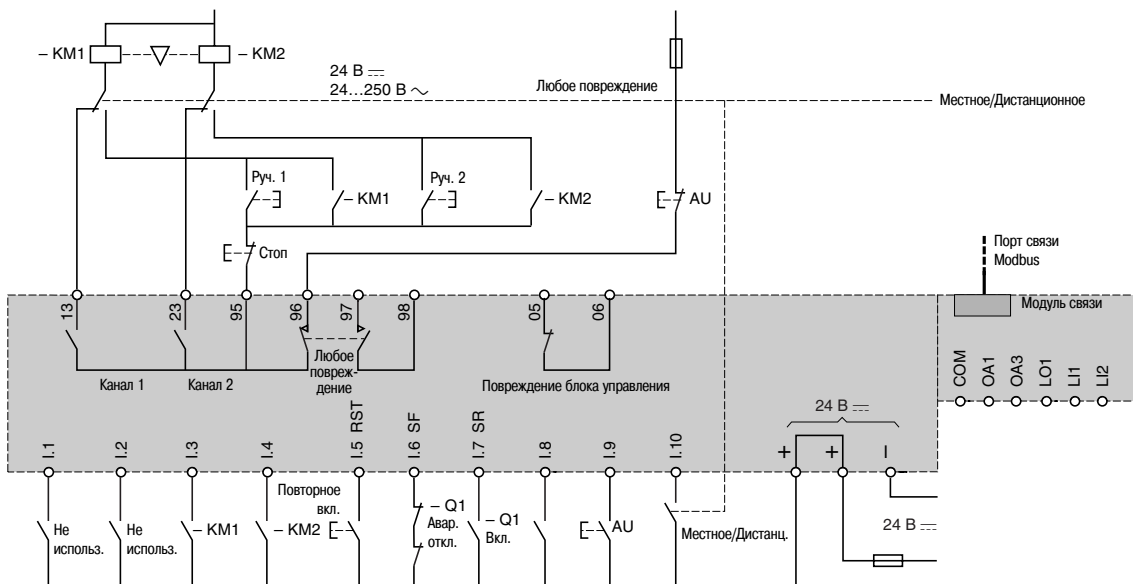 – KM1
– KM2
24 В ⎓
24...250 В ∼
Любое повреждение
Местное/Дистанционное
Руч. 1
– KM1
Руч. 2
– KM2
AU
Стоп
Порт связи
Modbus
Модуль связи
13
23
95
96
97
98
05
06
Канал 1
Канал 2
Любое
повреж-
дение
Повреждение блока управления
COM
OA1
OA3
LO1
LI1
LI2
24 В ⎓
I.1
I.2
I.3
I.4
I.5 RST
I.6 SF
I.7 SR
I.8
I.9
I.10
+
+
–
Не
использ.
Не
использ.
– KM1
– KM2
Повторное
вкл.
– Q1
Авар.
откл.
– Q1
Вкл.
AU
Местное/Дистанц.
24 В ⎓